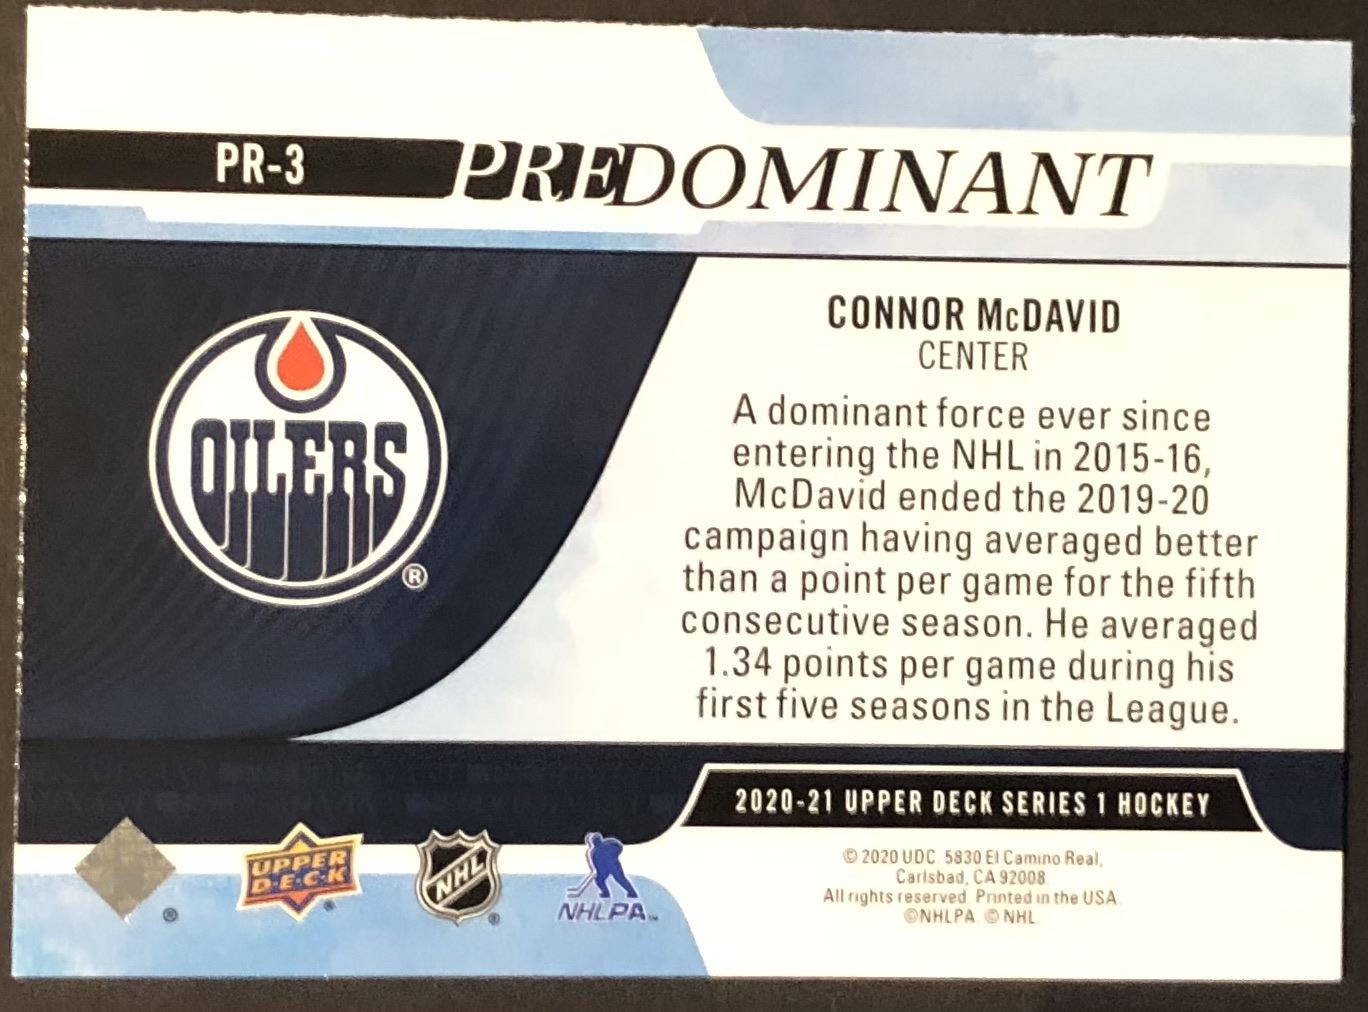 PR-3 PREDOMINANT
OILERS
®
CONNOR McDAVID
CENTER
A dominant force ever since
entering the NHL in 2015-16,
McDavid ended the 2019-20
campaign having averaged better
than a point per game for the fifth
consecutive season. He averaged
1.34 points per game during his
first five seasons in the League.
2020-21 UPPER DECK SERIES 1 HOCKEY
®
UPPER
D·E·C·K
®
NHL
®
NHLPA™
© 2020 UDC 5830 El Camino Real,
Carlsbad, CA 92008
All rights reserved. Printed in the USA.
©NHLPA © NHL